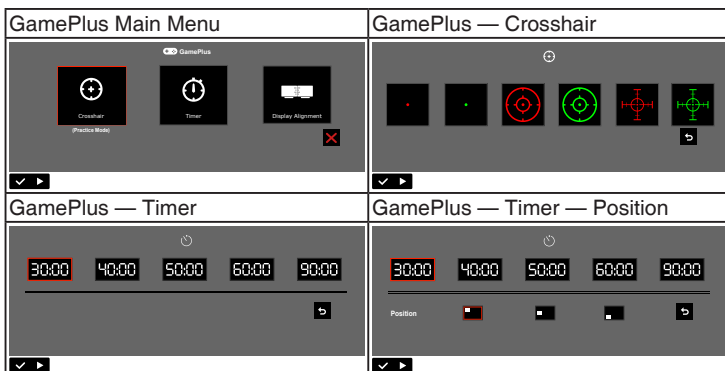 GamePlus Main Menu
GamePlus — Crosshair
GamePlus
Crosshair
Timer
Display Alignment
(Practice Mode)
GamePlus — Timer
GamePlus — Timer — Position
30:00 40:00 50:00 60:00 90:00
30:00 40:00 50:00 60:00 90:00
Position